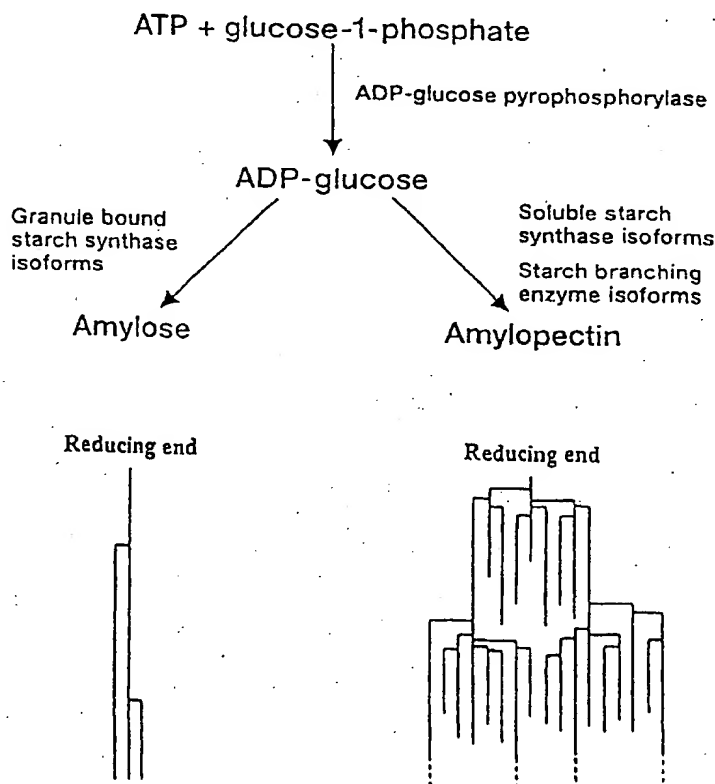 ATP + glucose-1-phosphate
ADP-glucose pyrophosphorylase
ADP-glucose
Granule bound
starch synthase
isoforms
Soluble starch
synthase isoforms
Starch branching
enzyme isoforms
Amylose
Amylopectin
Reducing end
Reducing end